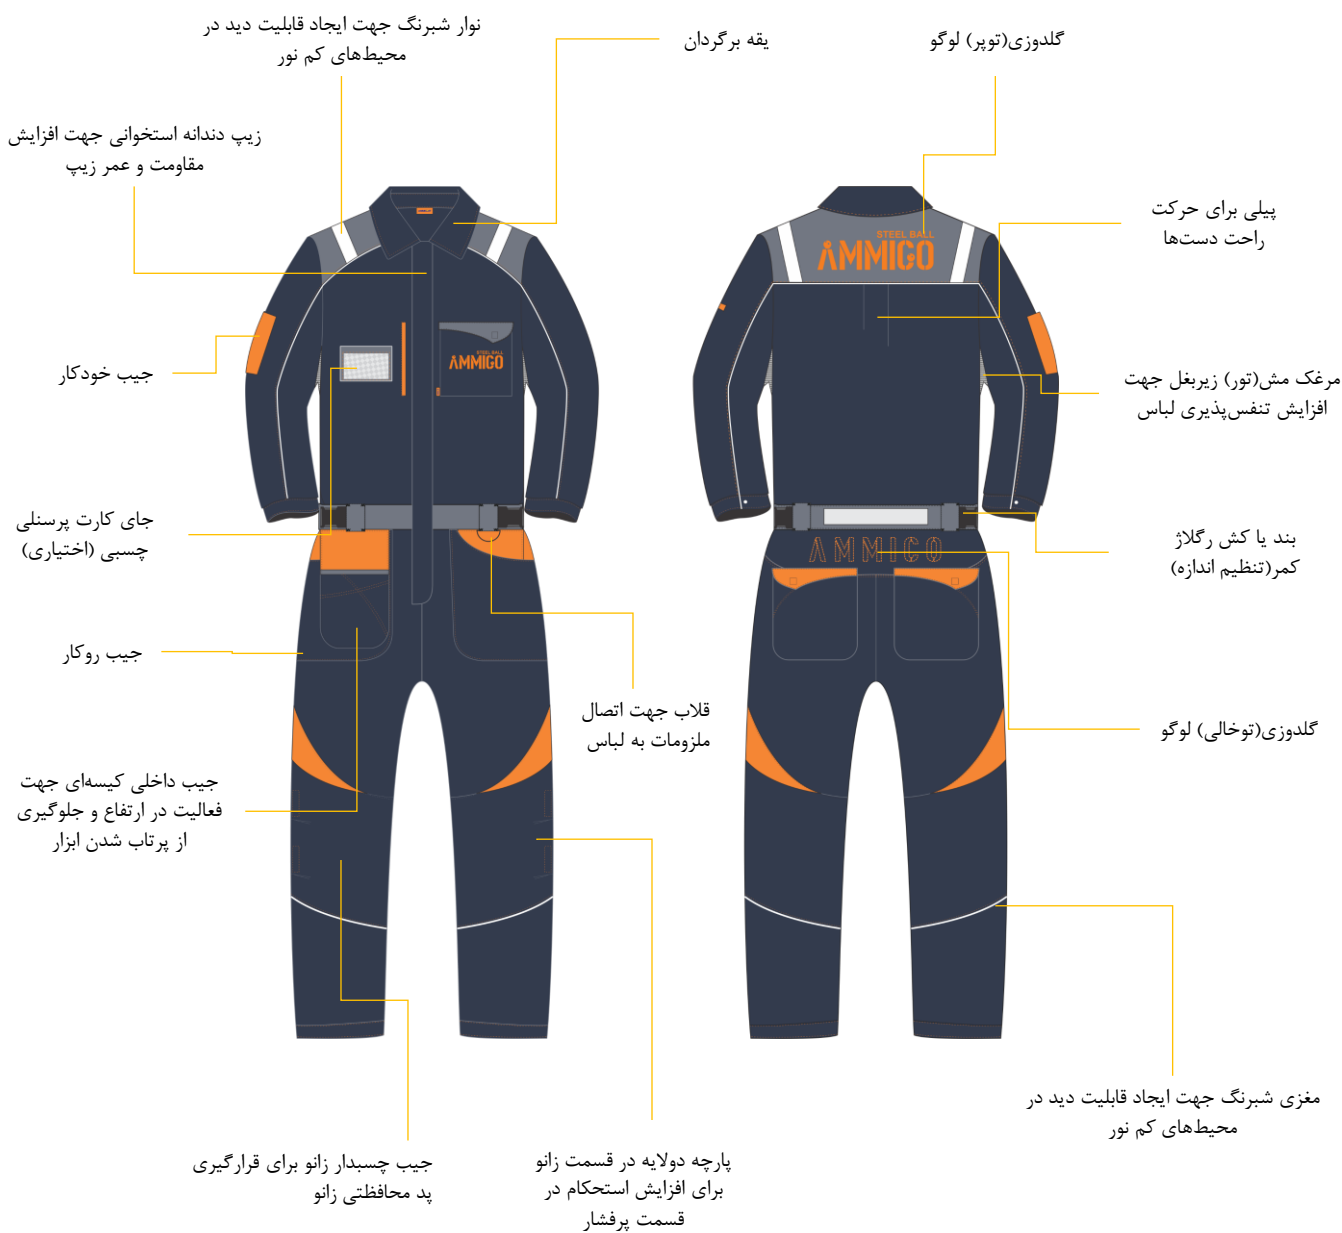 نوار شبرنگ جهت ایجاد قابلیت دید در
محیط‌های کم نور
یقه برگردان
گلدوزی(توپر) لوگو
زیپ دندانه استخوانی جهت افزایش
مقاومت و عمر زیپ
پیلی برای حرکت
راحت دست‌ها
STEEL BALL
AMMIGO
STEEL BALL
AMMIGO
جیب خودکار
مرغک مش(تور) زیربغل جهت
افزایش تنفس‌پذیری لباس
جای کارت پرسنلی
چسبی (اختیاری)
بند یا کش رگلاژ
کمر(تنظیم اندازه)
AMMIGO
جیب روکار
قلاب جهت اتصال
ملزومات به لباس
گلدوزی(توخالی) لوگو
جیب داخلی کیسه‌ای جهت
فعالیت در ارتفاع و جلوگیری
از پرتاب شدن ابزار
مغزی شبرنگ جهت ایجاد قابلیت دید در
محیط‌های کم نور
جیب چسبدار زانو برای قرارگیری
پد محافظتی زانو
پارچه دولایه در قسمت زانو
برای افزایش استحکام در
قسمت پرفشار